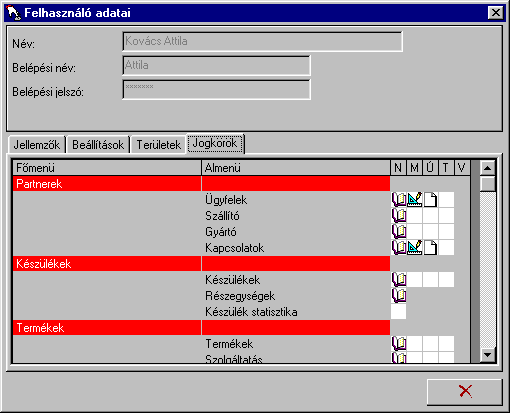 Felhasználó adatai
Név: Kovács Attila
Belépési név: Attila
Belépési jelszó: *******
Jellemzők Beállítások Területek Jogkörök
Főmenü Almenü N M Ú T V
Partnerek
Ügyfelek
Szállító
Gyártó
Kapcsolatok
Készülékek
Készülékek
Részegységek
Készülék statisztika
Termékek
Termékek
Szolgáltatás